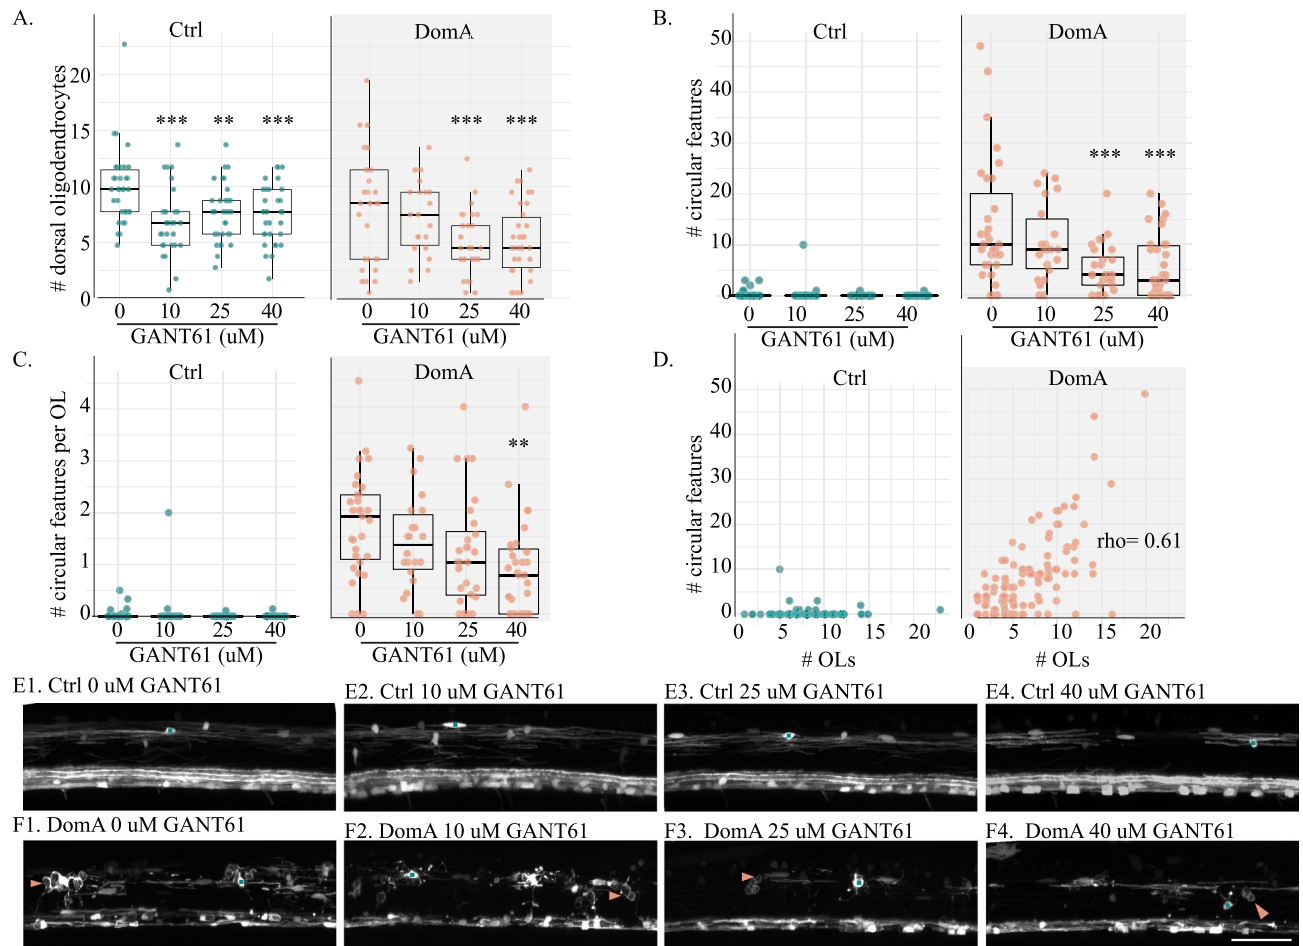 A.
Ctrl
DomA
# dorsal oligodendrocytes
20
15
10
5
0
***
**
***
***
***
0 10 25 40
0 10 25 40
GANT61 (uM)
GANT61 (uM)
B.
Ctrl
DomA
# circular features
50
40
30
20
10
0
***
***
0 10 25 40
0 10 25 40
GANT61 (uM)
GANT61 (uM)
C.
Ctrl
DomA
# circular features per OL
4
3
2
1
0
**
0 10 25 40
0 10 25 40
GANT61 (uM)
GANT61 (uM)
D.
Ctrl
DomA
# circular features
50
40
30
20
10
0
rho= 0.61
0 5 10 15 20
0 5 10 15 20
# OLs
# OLs
E1. Ctrl 0 uM GANT61
E2. Ctrl 10 uM GANT61
E3. Ctrl 25 uM GANT61
E4. Ctrl 40 uM GANT61
F1. DomA 0 uM GANT61
F2. DomA 10 uM GANT61
F3. DomA 25 uM GANT61
F4. DomA 40 uM GANT61